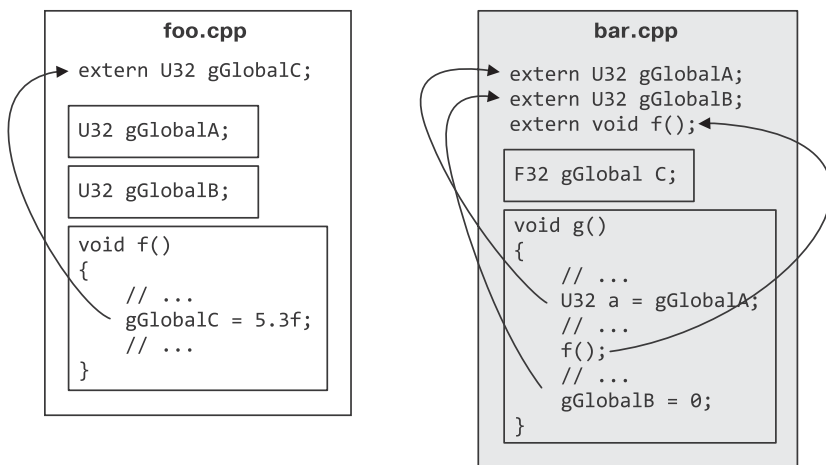 foo.cpp
extern U32 gGlobalC;
U32 gGlobalA;
U32 gGlobalB;
void f()
{
// ...
gGlobalC = 5.3f;
// ...
}
bar.cpp
extern U32 gGlobalA;
extern U32 gGlobalB;
extern void f();
F32 gGlobal C;
void g()
{
// ...
U32 a = gGlobalA;
// ...
f();
// ...
gGlobalB = 0;
}